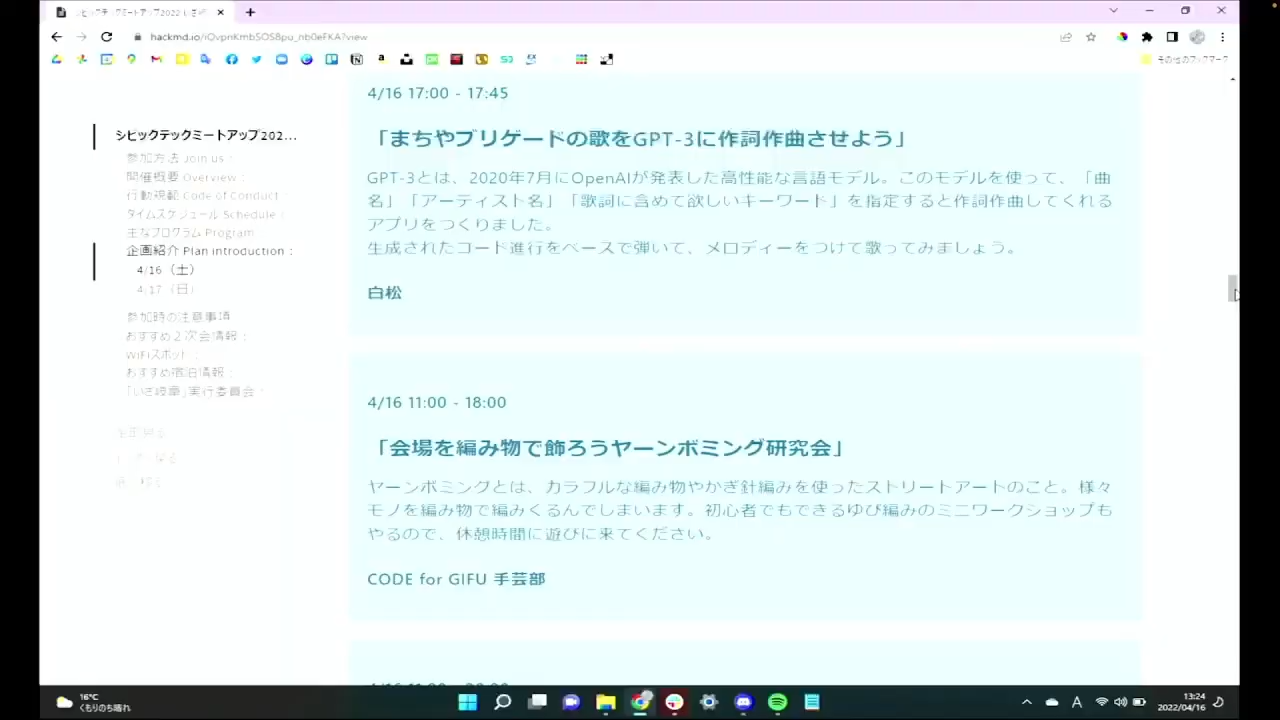 hackmd.io/iQvpnKmbSOS8pu_nb0eFKA?view
その他のブックマーク
シビックテックミートアップ202...
参加方法 Join us :
開催概要 Overview :
行動規範 Code of Conduct
タイムスケジュール Schedule :
主なプログラム Program
企画紹介 Plan introduction :
4/16（土）
4/17（日）
参加時の注意事項
おすすめ２次会情報：
WiFiスポット：
おすすめ宿泊情報：
「いざ岐阜」実行委員会：
4/16 17:00 - 17:45
「まちやブリゲードの歌をGPT-3に作詞作曲させよう」
GPT-3とは、2020年7月にOpenAIが発表した高性能な言語モデル。このモデルを使って、「曲
名」「アーティスト名」「歌詞に含めて欲しいキーワード」を指定すると作詞作曲してくれる
アプリをつくりました。
生成されたコード進行をベースで弾いて、メロディーをつけて歌ってみましょう。
白松
4/16 11:00 - 18:00
「会場を編み物で飾ろうヤーンボミング研究会」
ヤーンボミングとは、カラフルな編み物やかぎ針編みを使ったストリートアートのこと。様々
モノを編み物で編みくるんでしまいます。初心者でもできるゆび編みのミニワークショップも
やるので、休憩時間に遊びに来てください。
CODE for GIFU 手芸部
16°C
くもりのち晴れ
A
13:24
2022/04/16